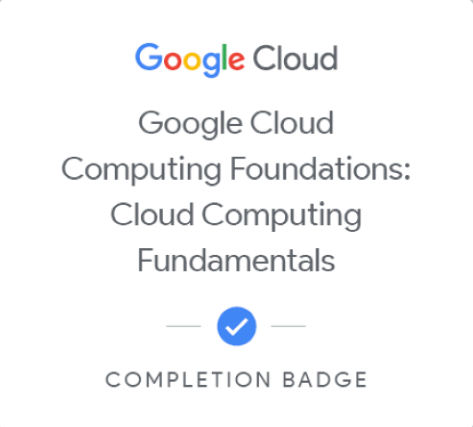 Google Cloud
Google Cloud
Computing Foundations:
Cloud Computing
Fundamentals
COMPLETION BADGE